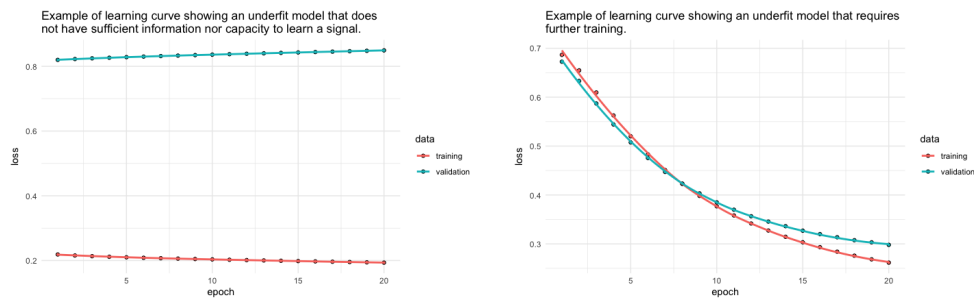 Example of learning curve showing an underfit model that does
not have sufficient information nor capacity to learn a signal.
0.8
0.6
0.4
0.2
loss
5
10
15
20
epoch
data
training
validation
Example of learning curve showing an underfit model that requires
further training.
0.7
0.6
0.5
0.4
0.3
loss
5
10
15
20
epoch
data
training
validation